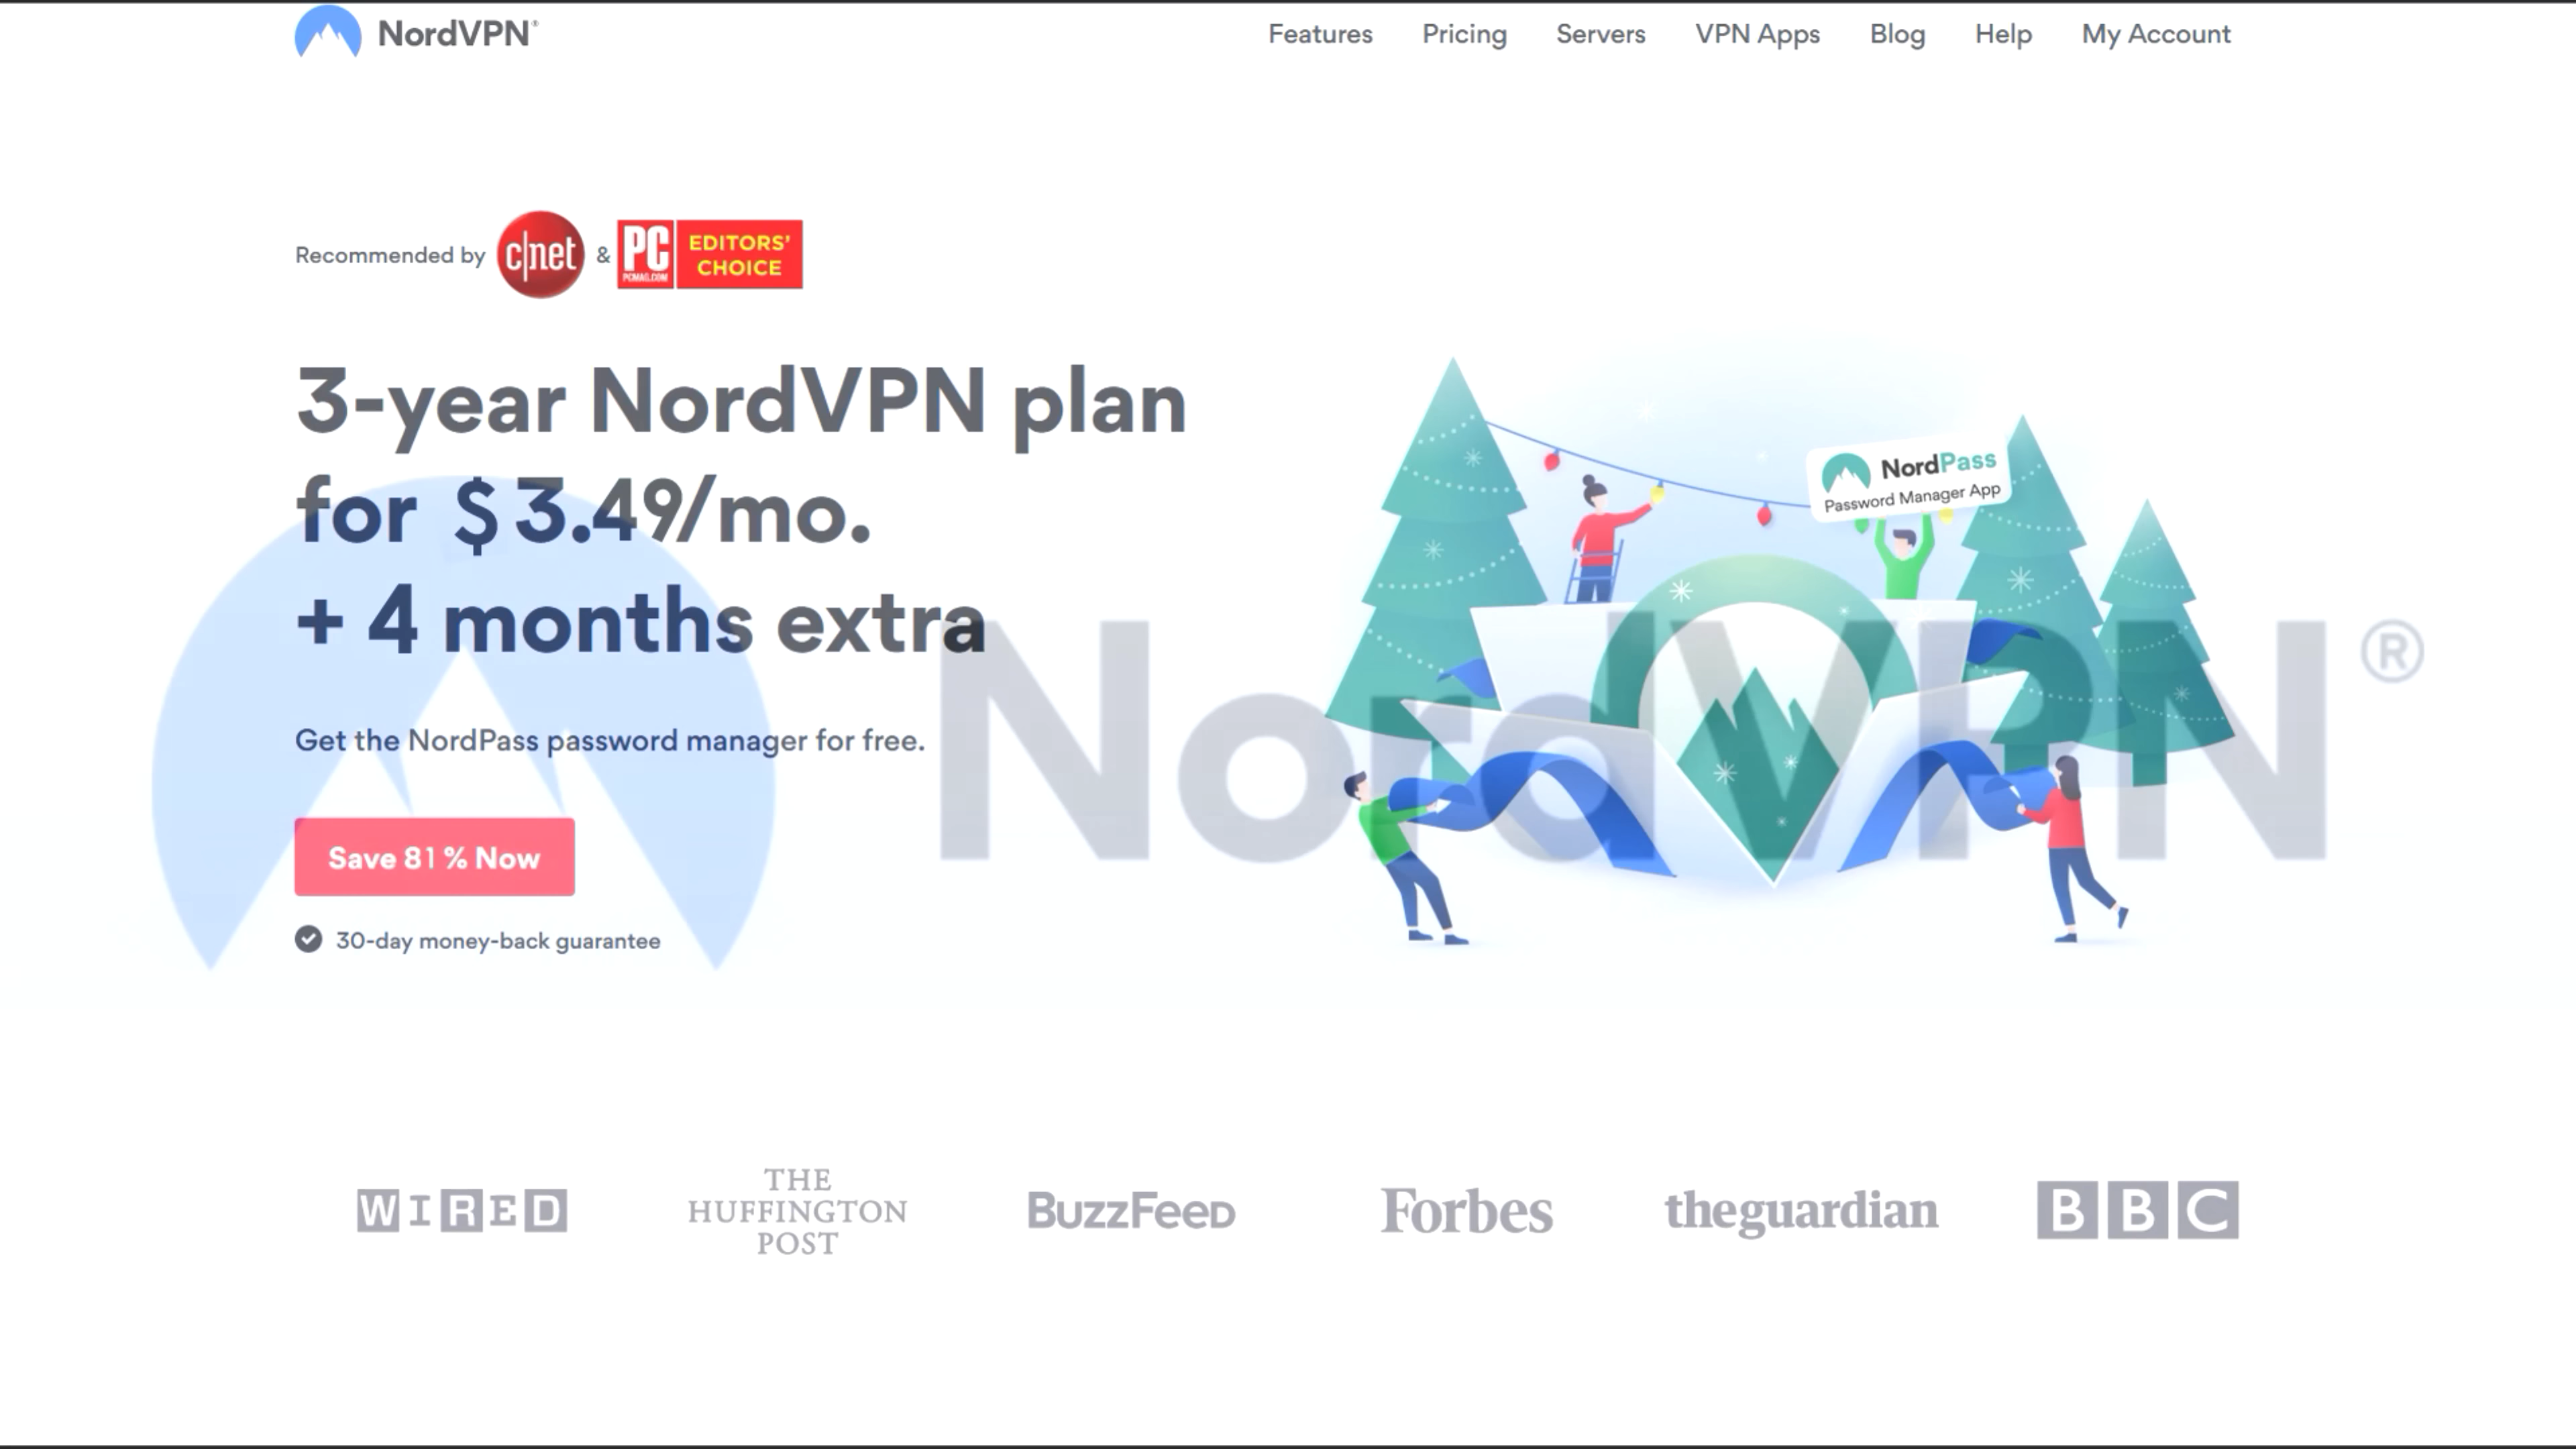 NordVPN®
Features Pricing Servers VPN Apps Blog Help My Account
Recommended by c|net & PC PCMAG.COM EDITORS' CHOICE
3-year NordVPN plan
for $3.49/mo.
+ 4 months extra
Get the NordPass password manager for free.
Save 81% Now
30-day money-back guarantee
NordPass
Password Manager App
NordVPN®
WIRED
THE
HUFFINGTON
POST
BuzzFeed
Forbes
theguardian
BBC